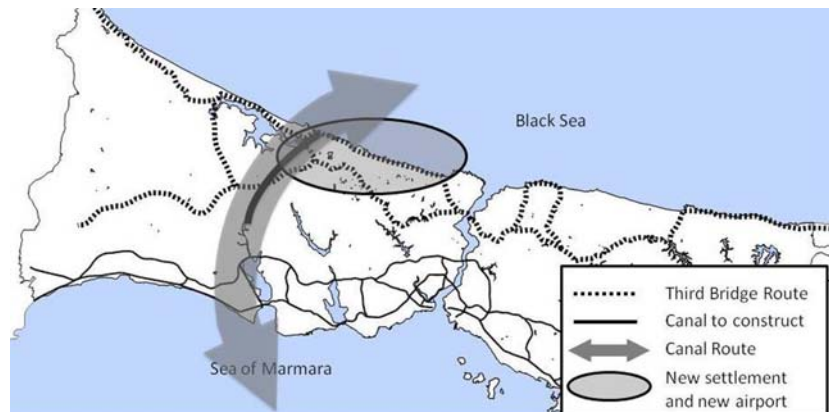 Black Sea
Sea of Marmara
Third Bridge Route
Canal to construct
Canal Route
New settlement
and new airport